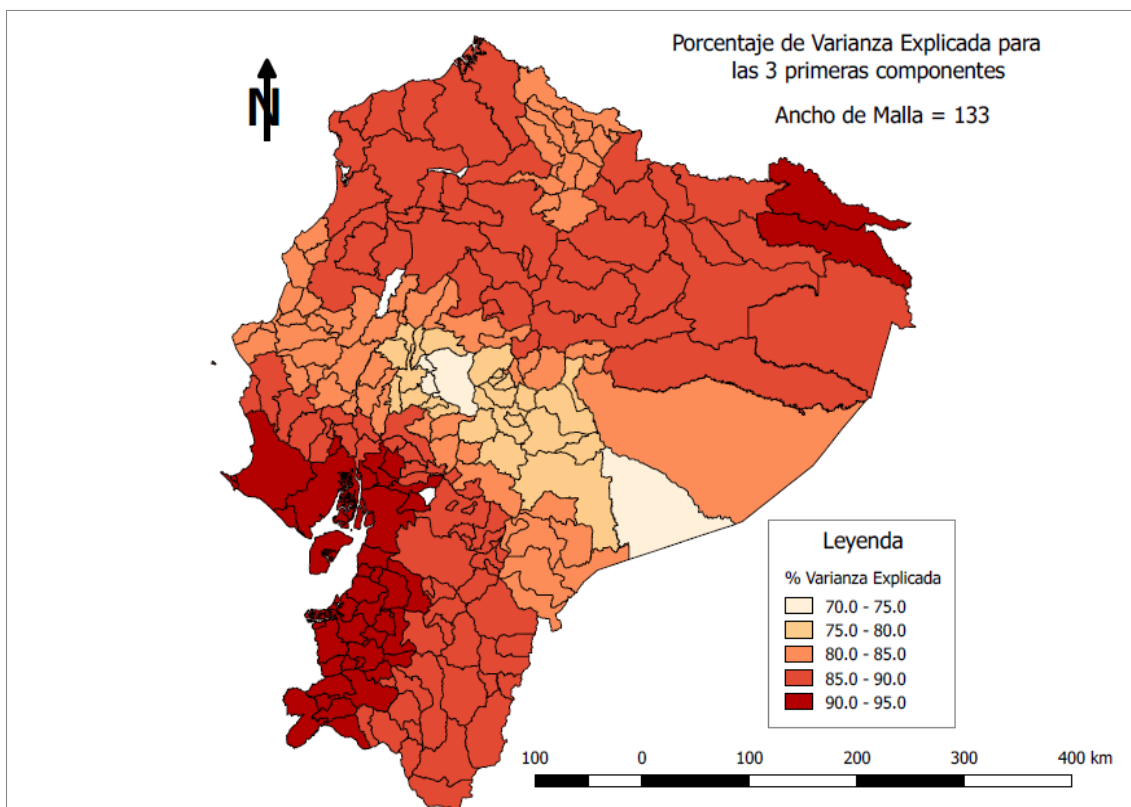 Porcentaje de Varianza Explicada para
las 3 primeras componentes
Ancho de Malla = 133
N
Leyenda
% Varianza Explicada
70.0 - 75.0
75.0 - 80.0
80.0 - 85.0
85.0 - 90.0
90.0 - 95.0
100 0 100 200 300 400 km